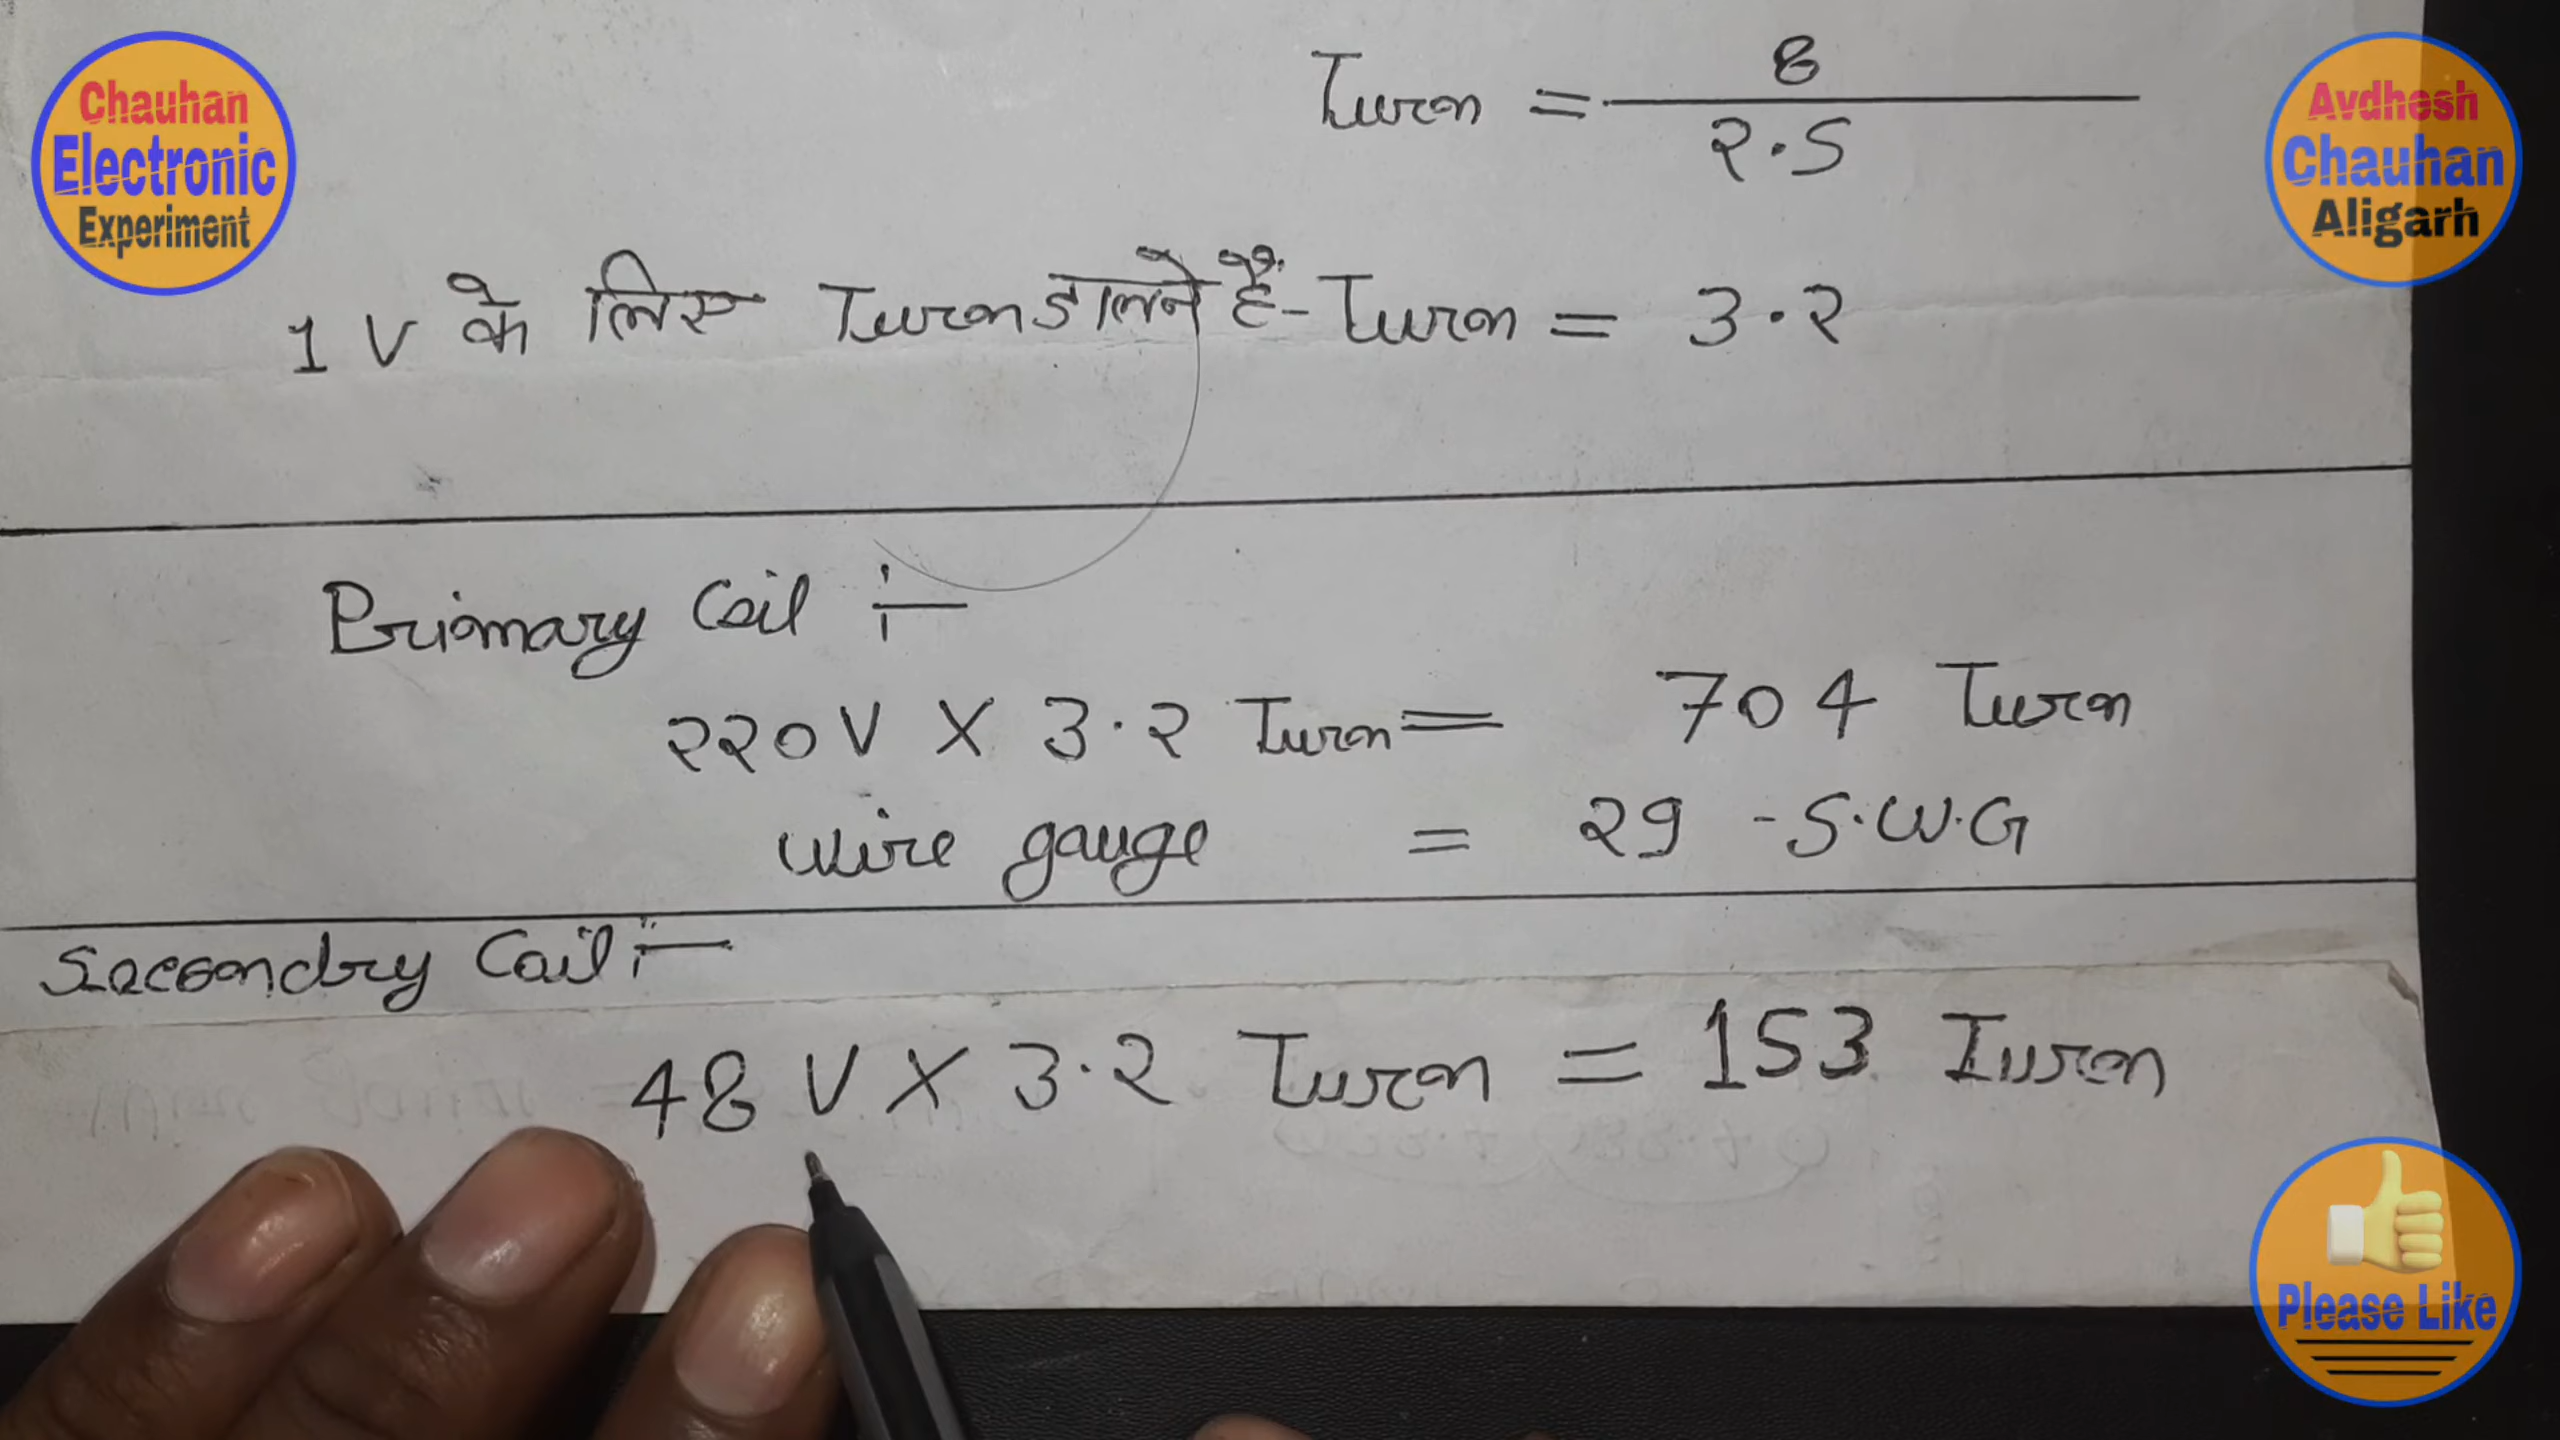 Chauhan
Electronic
Experiment
Avdhesh
Chauhan
Aligarh
Turn = 8
2.5
1 V के लिए Turn डालने हैं - Turn = 3.2
Primary Coil :-
220V X 3.2 Turn = 704 Turn
wire gauge = 29 - S.W.G
Secondry Coil :-
48 V X 3.2 Turn = 153 Turn
Please Like